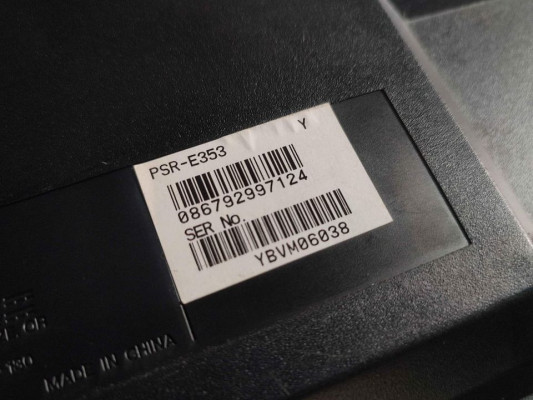 PSR-E353 Y
086792997124
SER No.
YBVM06038
MADE IN CHINA